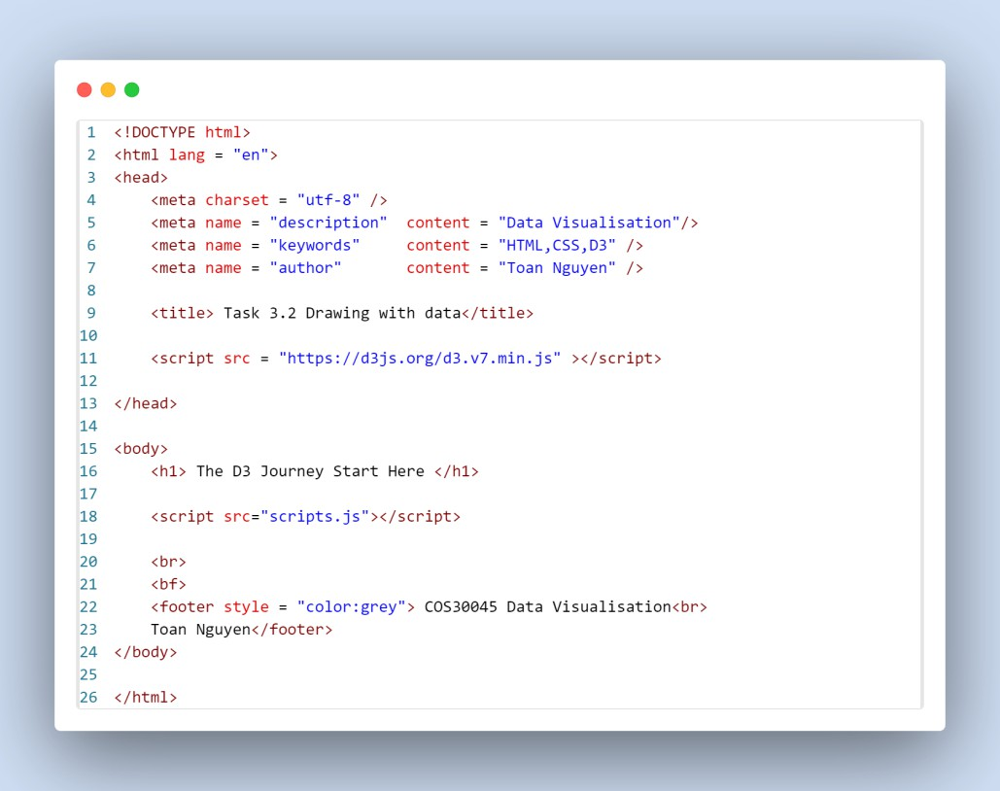 1 <!DOCTYPE html>
2 <html lang = "en">
3 <head>
4     <meta charset = "utf-8" />
5     <meta name = "description"  content = "Data Visualisation"/>
6     <meta name = "keywords"     content = "HTML,CSS,D3" />
7     <meta name = "author"       content = "Toan Nguyen" />
8
9     <title> Task 3.2 Drawing with data</title>
10
11     <script src = "https://d3js.org/d3.v7.min.js" ></script>
12
13 </head>
14
15 <body>
16     <h1> The D3 Journey Start Here </h1>
17
18     <script src="scripts.js"></script>
19
20     <br>
21     <bf>
22     <footer style = "color:grey"> COS30045 Data Visualisation<br>
23     Toan Nguyen</footer>
24 </body>
25
26 </html>